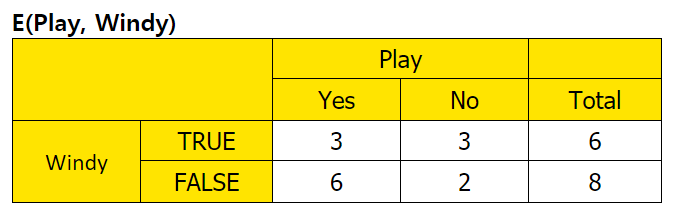 E(Play, Windy)
Play
Yes No Total
Windy TRUE 3 3 6
FALSE 6 2 8